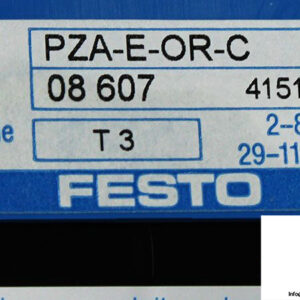 PZA-E-OR-C
08 607 4151
T 3 2-8
29-11
FESTO